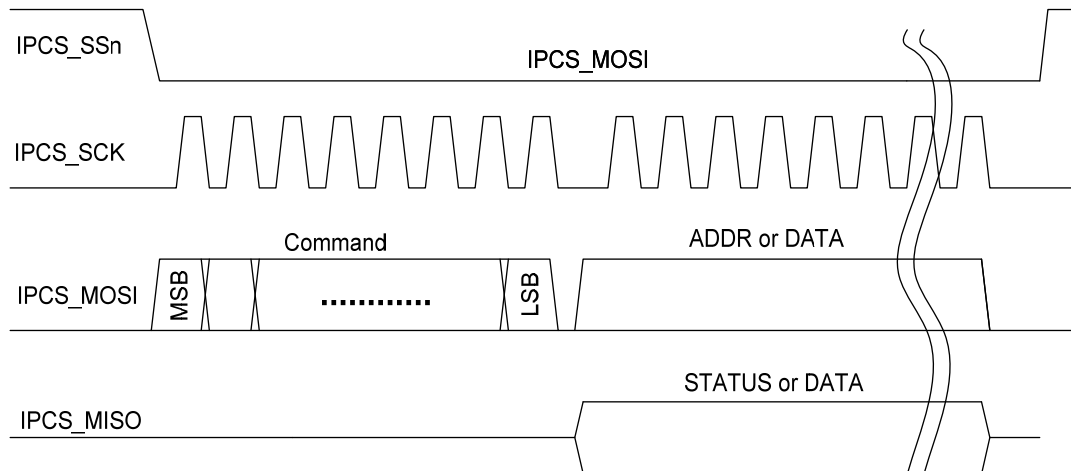 IPCS_SSn
IPCS_MOSI
IPCS_SCK
Command
ADDR or DATA
IPCS_MOSI
MSB
............
LSB
STATUS or DATA
IPCS_MISO